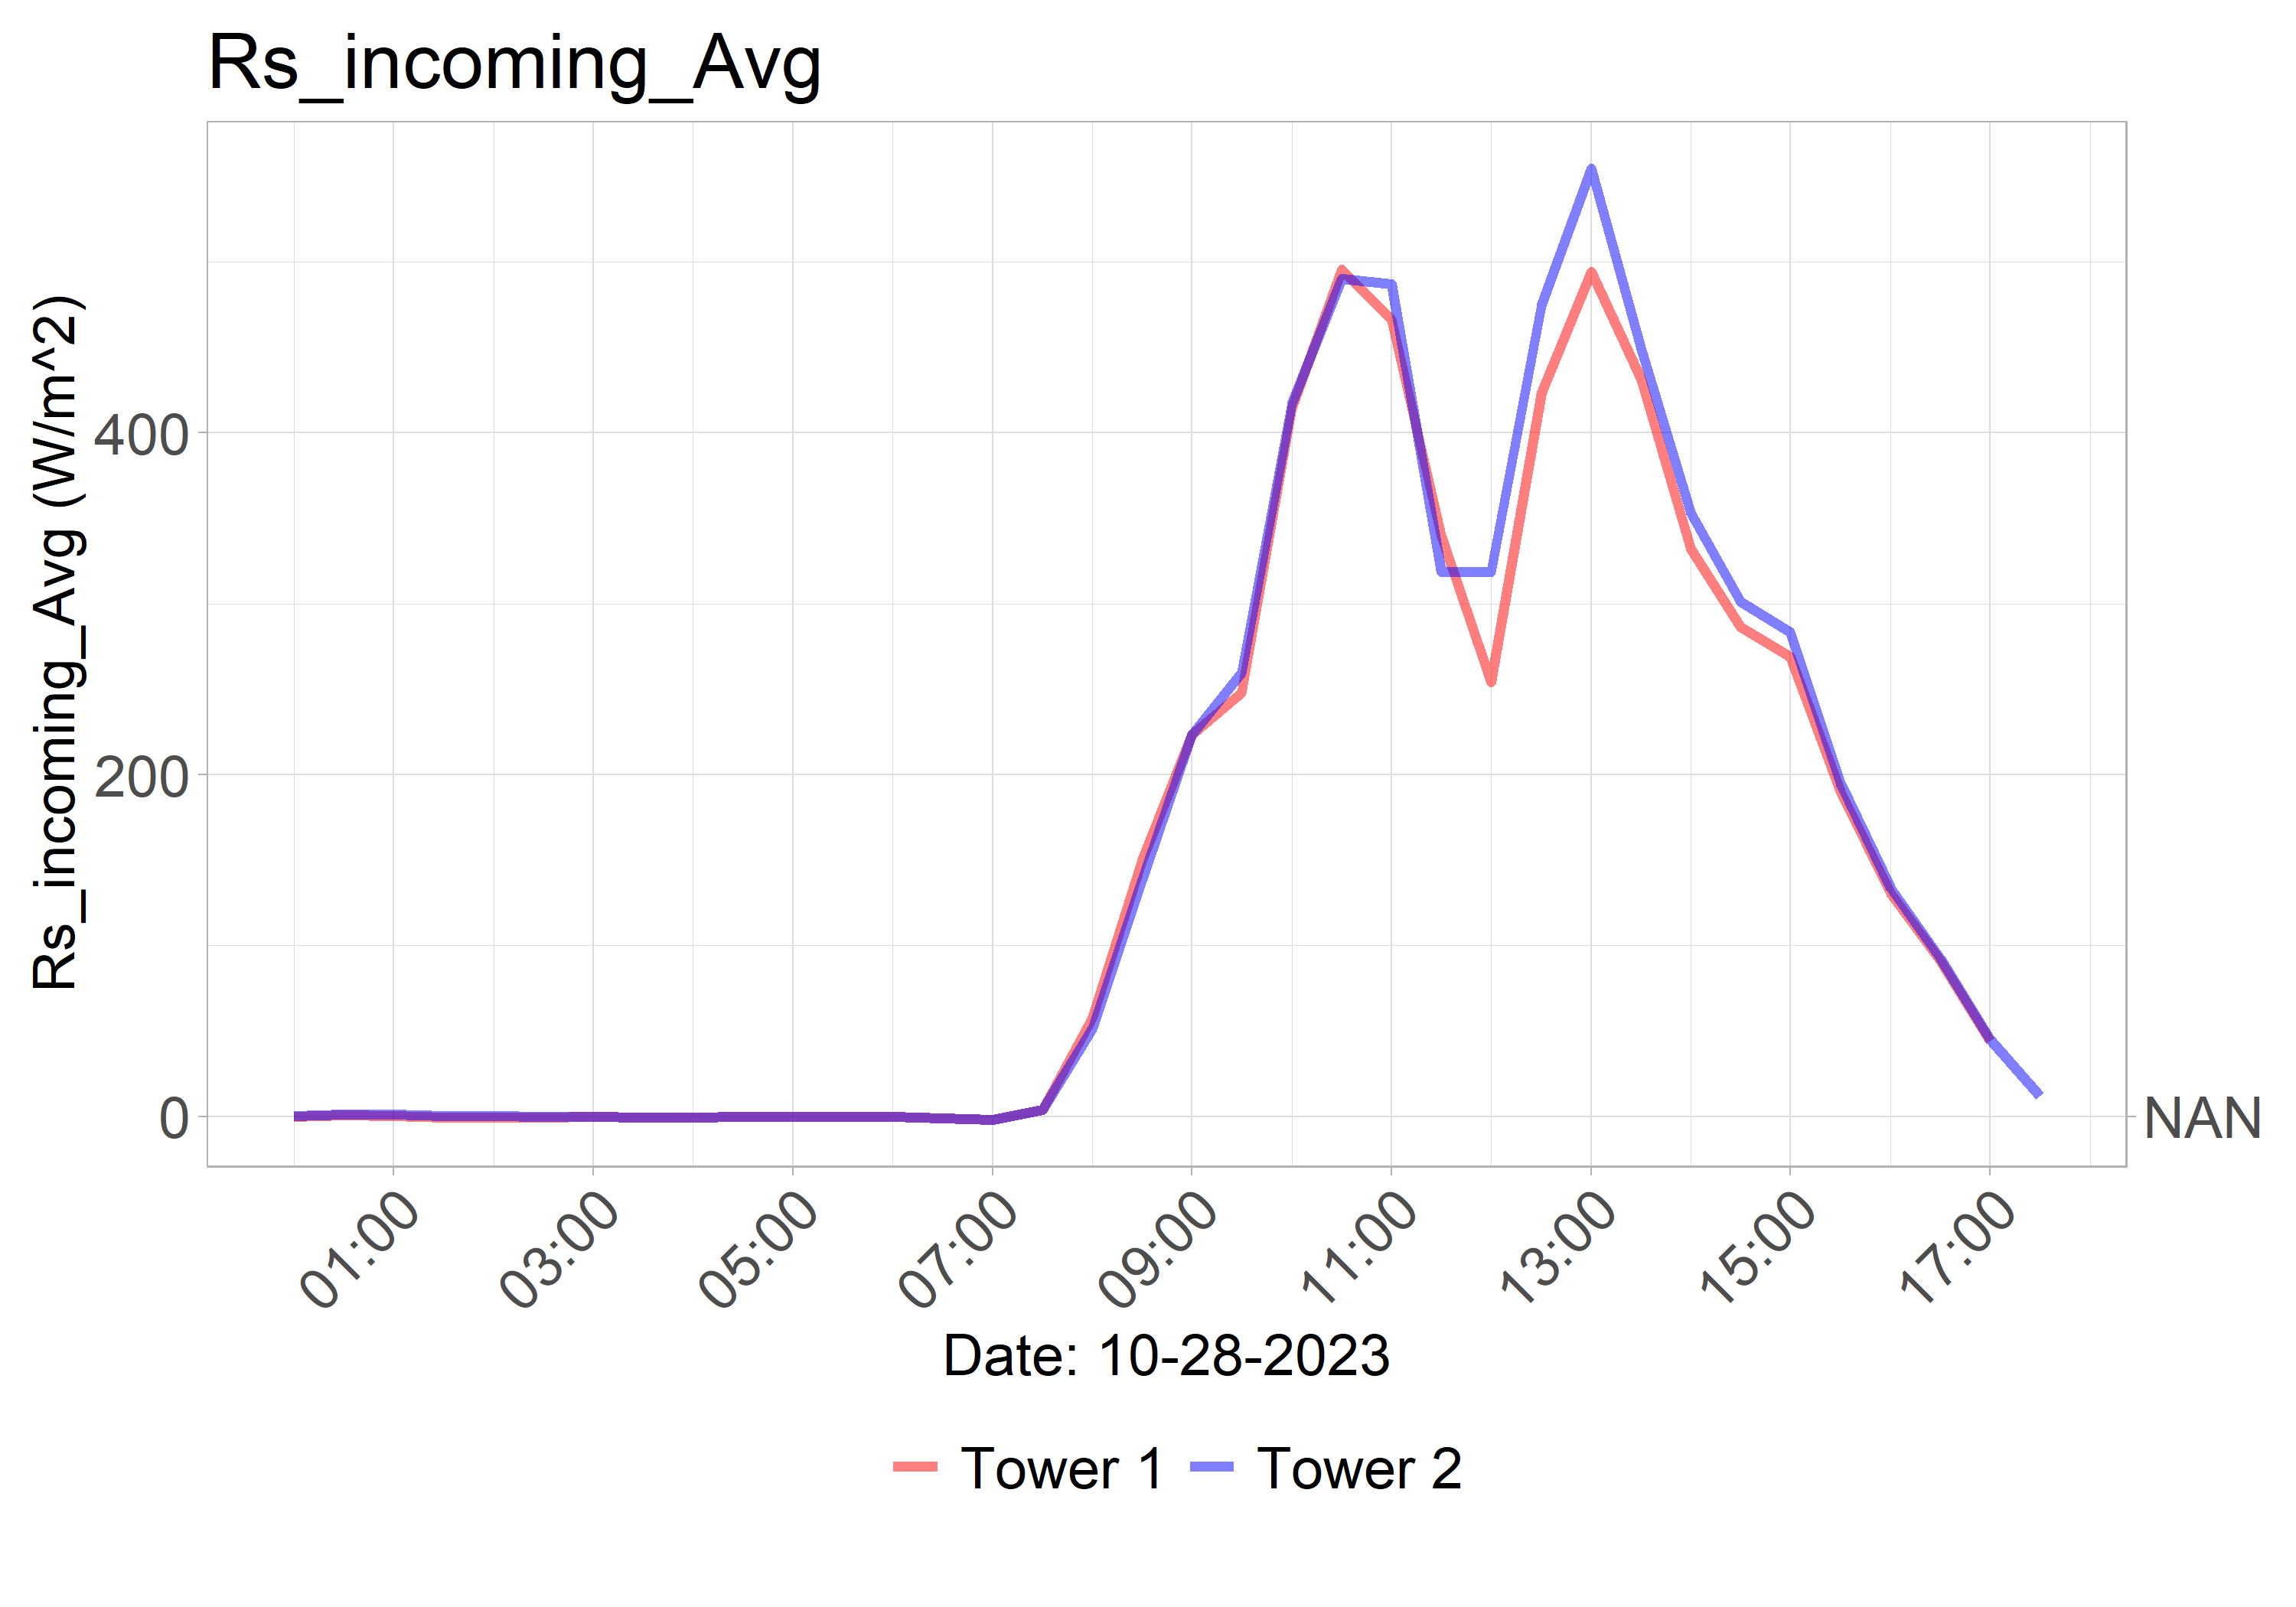 Rs_incoming_Avg
Rs_incoming_Avg (W/m^2)
400
200
0
NAN
01:00
03:00
05:00
07:00
09:00
11:00
13:00
15:00
17:00
Date: 10-28-2023
Tower 1
Tower 2